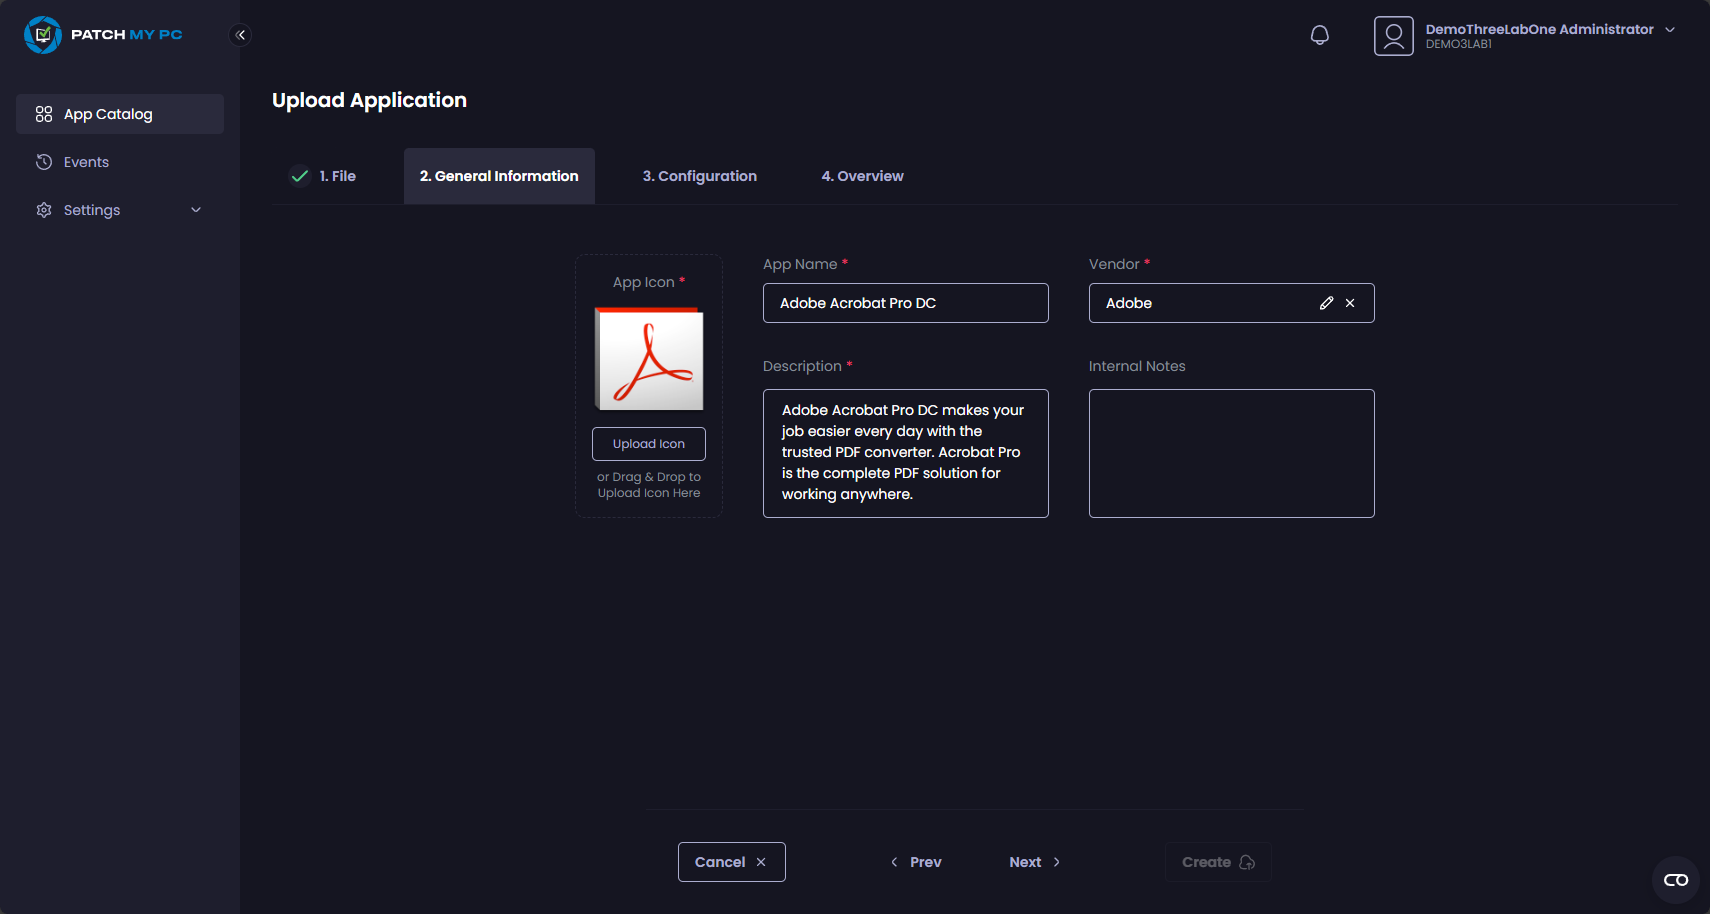 PATCH MY PC
DemoThreeLabOne Administrator
DEMO3LAB1
App Catalog
Events
Settings
Upload Application
1. File
2. General Information
3. Configuration
4. Overview
App Icon *
Upload Icon
or Drag & Drop to
Upload Icon Here
App Name *
Adobe Acrobat Pro DC
Vendor *
Adobe
Description *
Adobe Acrobat Pro DC makes your
job easier every day with the
trusted PDF converter. Acrobat Pro
is the complete PDF solution for
working anywhere.
Internal Notes
Cancel
Prev
Next
Create